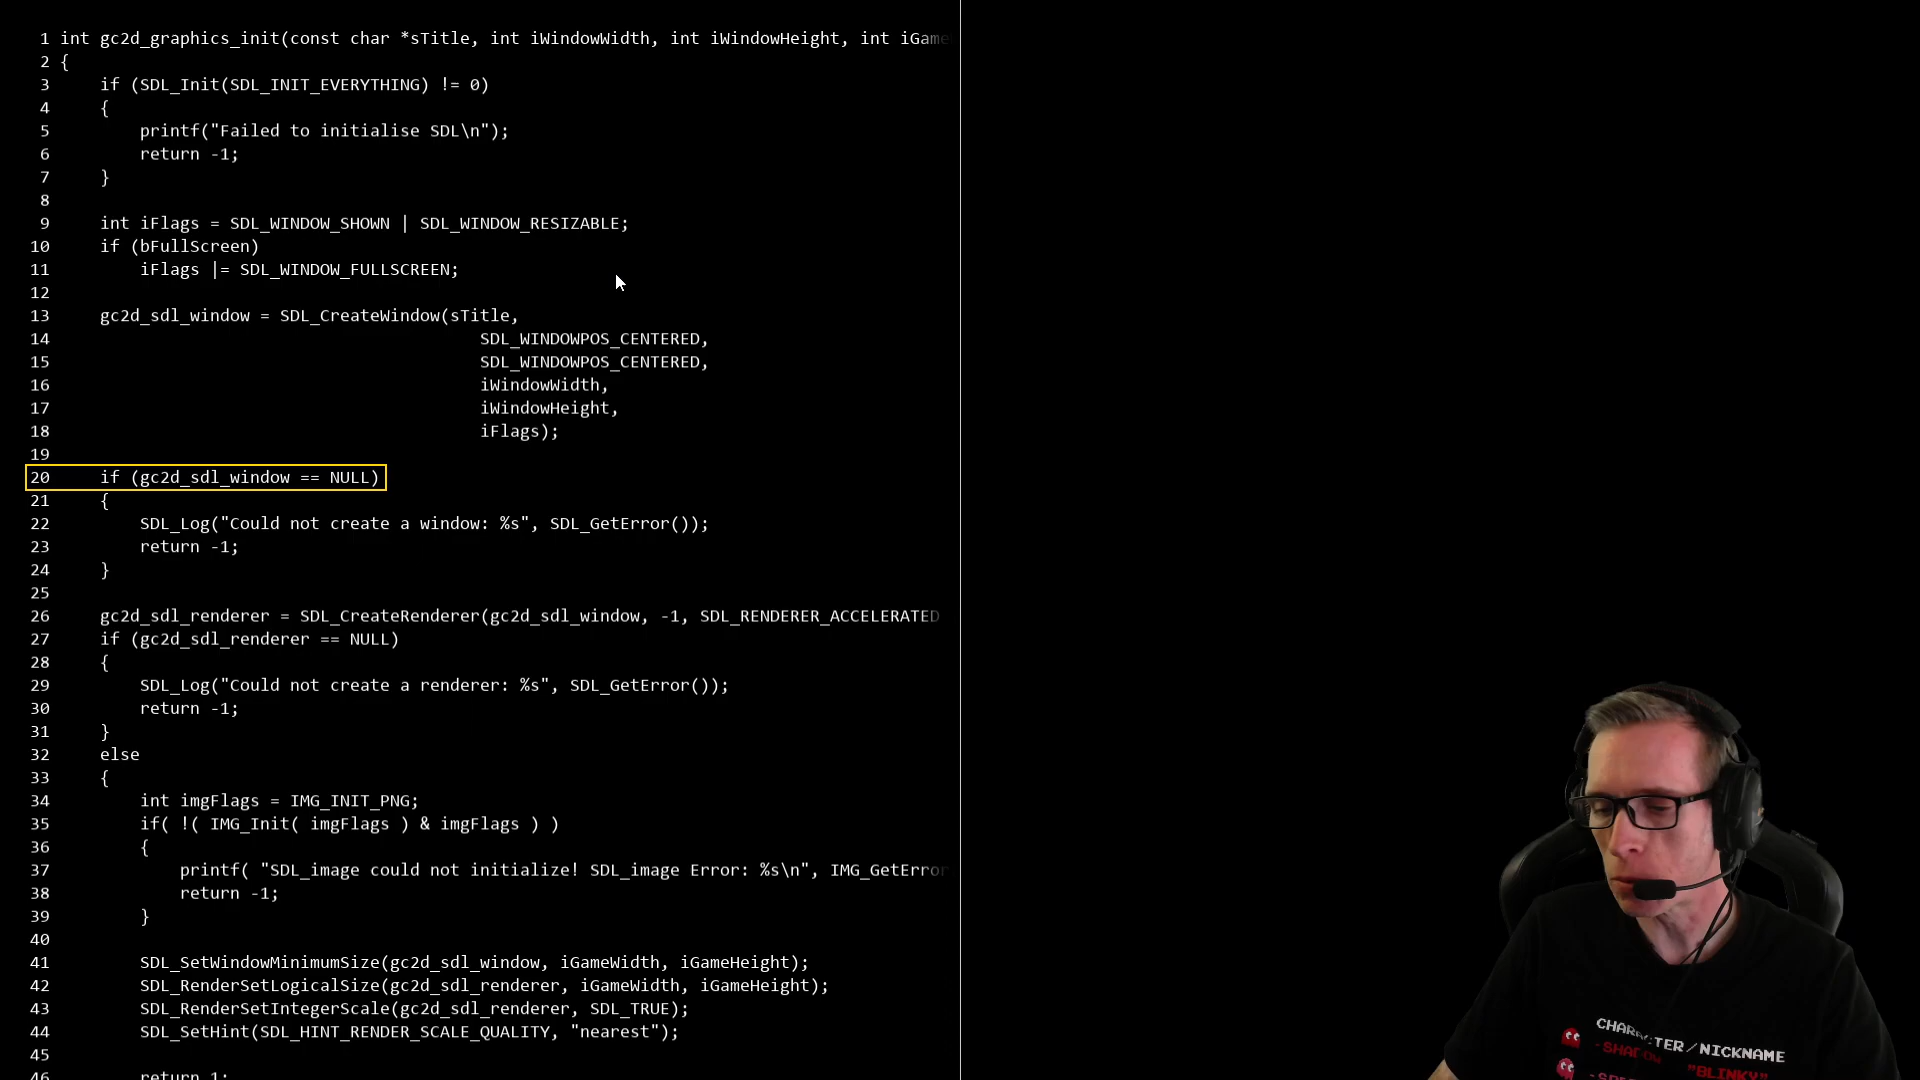 1 int gc2d_graphics_init(const char *sTitle, int iWindowWidth, int iWindowHeight, int iGame
2 {
3     if (SDL_Init(SDL_INIT_EVERYTHING) != 0)
4     {
5         printf("Failed to initialise SDL\n");
6         return -1;
7     }
8
9     int iFlags = SDL_WINDOW_SHOWN | SDL_WINDOW_RESIZABLE;
10     if (bFullScreen)
11         iFlags |= SDL_WINDOW_FULLSCREEN;
12
13     gc2d_sdl_window = SDL_CreateWindow(sTitle,
14                                           SDL_WINDOWPOS_CENTERED,
15                                           SDL_WINDOWPOS_CENTERED,
16                                           iWindowWidth,
17                                           iWindowHeight,
18                                           iFlags);
19
20     if (gc2d_sdl_window == NULL)
21     {
22         SDL_Log("Could not create a window: %s", SDL_GetError());
23         return -1;
24     }
25
26     gc2d_sdl_renderer = SDL_CreateRenderer(gc2d_sdl_window, -1, SDL_RENDERER_ACCELERATED
27     if (gc2d_sdl_renderer == NULL)
28     {
29         SDL_Log("Could not create a renderer: %s", SDL_GetError());
30         return -1;
31     }
32     else
33     {
34         int imgFlags = IMG_INIT_PNG;
35         if( !( IMG_Init( imgFlags ) & imgFlags ) )
36         {
37             printf( "SDL_image could not initialize! SDL_image Error: %s\n", IMG_GetError
38             return -1;
39         }
40
41         SDL_SetWindowMinimumSize(gc2d_sdl_window, iGameWidth, iGameHeight);
42         SDL_RenderSetLogicalSize(gc2d_sdl_renderer, iGameWidth, iGameHeight);
43         SDL_RenderSetIntegerScale(gc2d_sdl_renderer, SDL_TRUE);
44         SDL_SetHint(SDL_HINT_RENDER_SCALE_QUALITY, "nearest");
45
46         return 1;
CHARACTER/NICKNAME
-SHADOW "BLINKY"